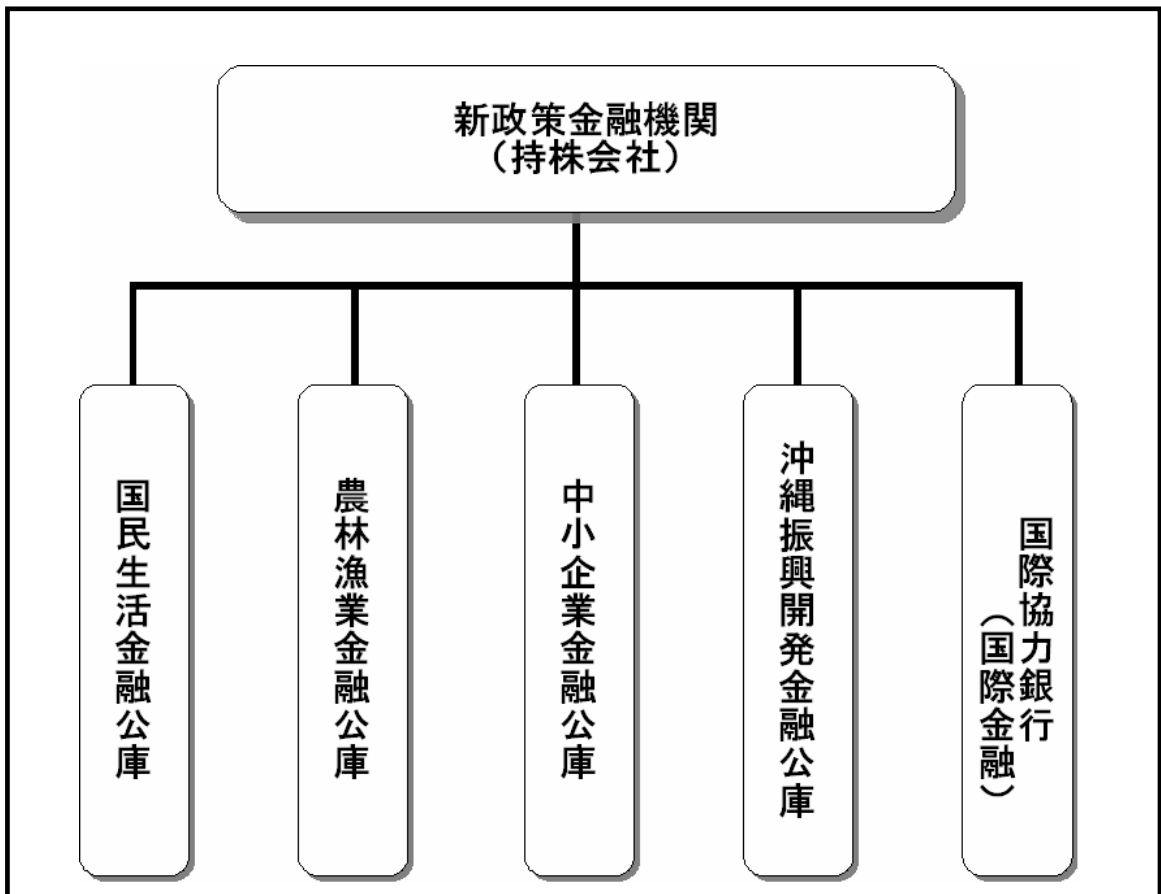 新政策金融機関
（持株会社）
国民生活金融公庫
農林漁業金融公庫
中小企業金融公庫
沖縄振興開発金融公庫
国際協力銀行
（国際金融）